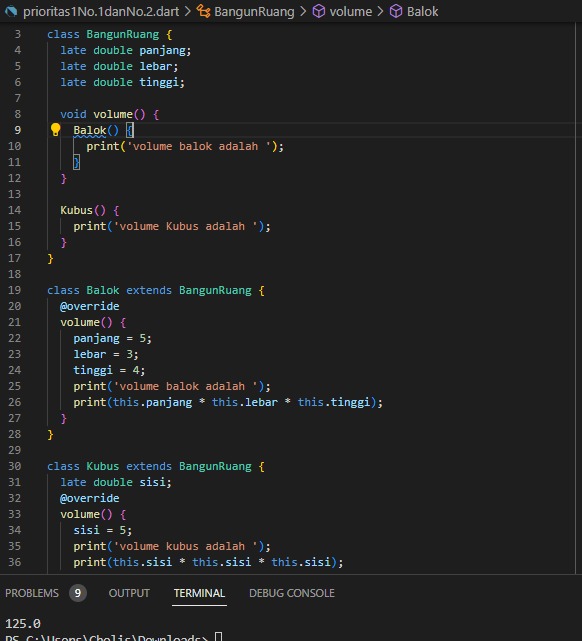 prioritas1No.1danNo.2.dart > BangunRuang > volume > Balok
3 class BangunRuang {
4 late double panjang;
5 late double lebar;
6 late double tinggi;
7
8 void volume() {
9 Balok() {
10 print('volume balok adalah ');
11 }
12 }
13
14 Kubus() {
15 print('volume Kubus adalah ');
16 }
17 }
18
19 class Balok extends BangunRuang {
20 @override
21 volume() {
22 panjang = 5;
23 lebar = 3;
24 tinggi = 4;
25 print('volume balok adalah ');
26 print(this.panjang * this.lebar * this.tinggi);
27 }
28 }
29
30 class Kubus extends BangunRuang {
31 late double sisi;
32 @override
33 volume() {
34 sisi = 5;
35 print('volume kubus adalah ');
36 print(this.sisi * this.sisi * this.sisi);
PROBLEMS 9 OUTPUT TERMINAL DEBUG CONSOLE
125.0
PS C:\Users\Cholis\Downloads>